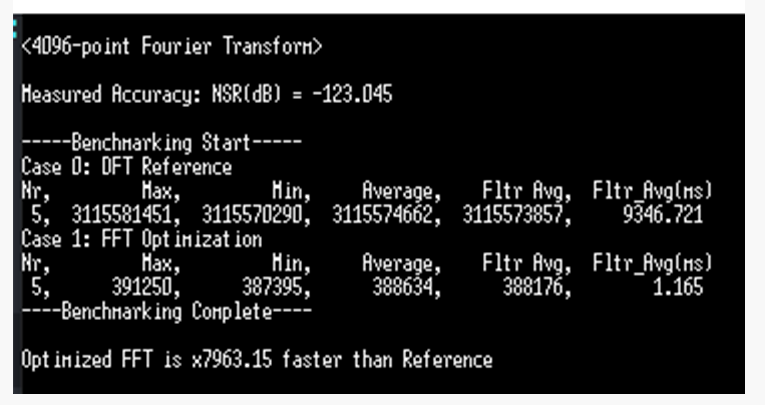 <4096-point Fourier Transform>
Measured Accuracy: NSR(dB) = -123.045
-----Benchmarking Start-----
Case 0: DFT Reference
Nr, Max, Min, Average, Fltr Avg, Fltr_Avg(ms)
5, 3115581451, 3115570290, 3115574662, 3115573857, 9346.721
Case 1: FFT Optimization
Nr, Max, Min, Average, Fltr Avg, Fltr_Avg(ms)
5, 391250, 387395, 388634, 388176, 1.165
----Benchmarking Complete----
Optimized FFT is x7963.15 faster than Reference